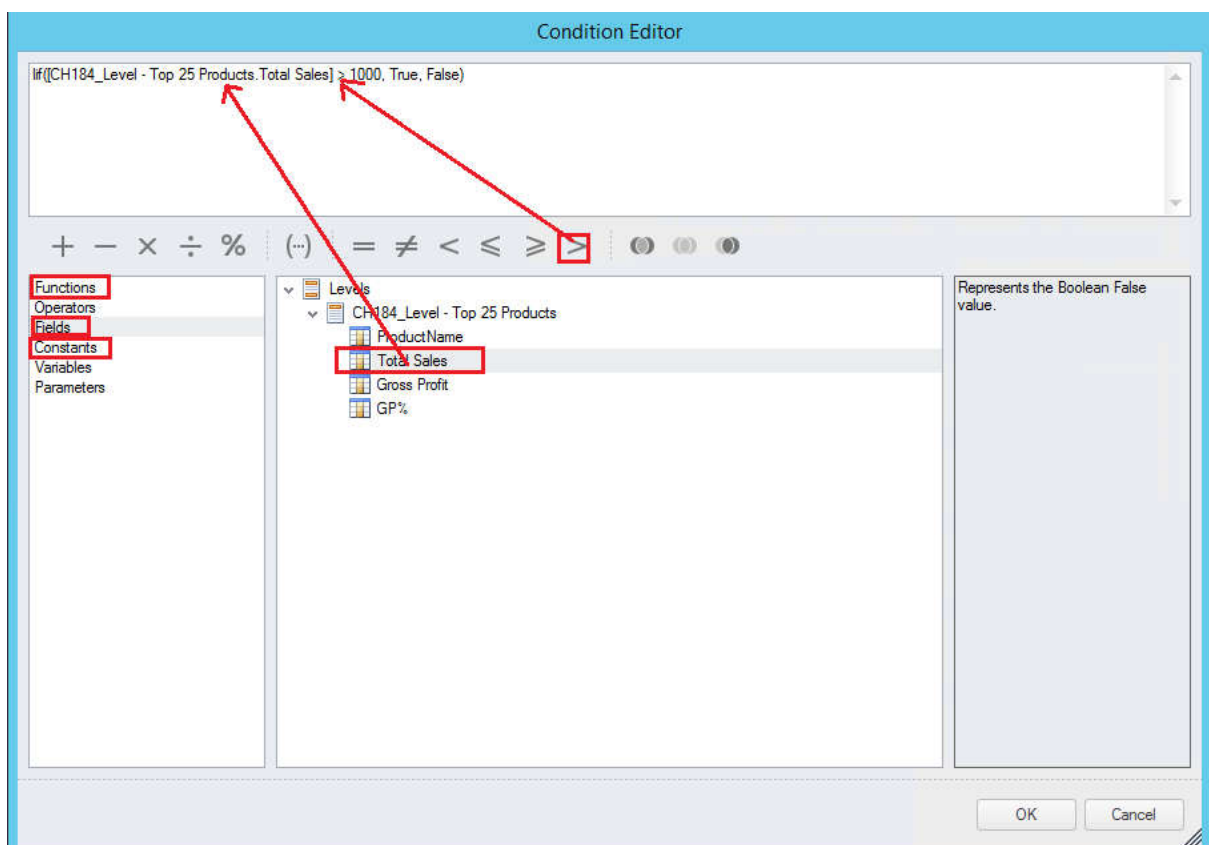 Condition Editor
Iif([CH184_Level - Top 25 Products.Total Sales] > 1000, True, False)
+ − × ÷ % (···) = ≠ < ⩽ ⩾ >
Functions
Operators
Fields
Constants
Variables
Parameters
Levels
CH184_Level - Top 25 Products
ProductName
Total Sales
Gross Profit
GP%
Represents the Boolean False
value.
OK Cancel